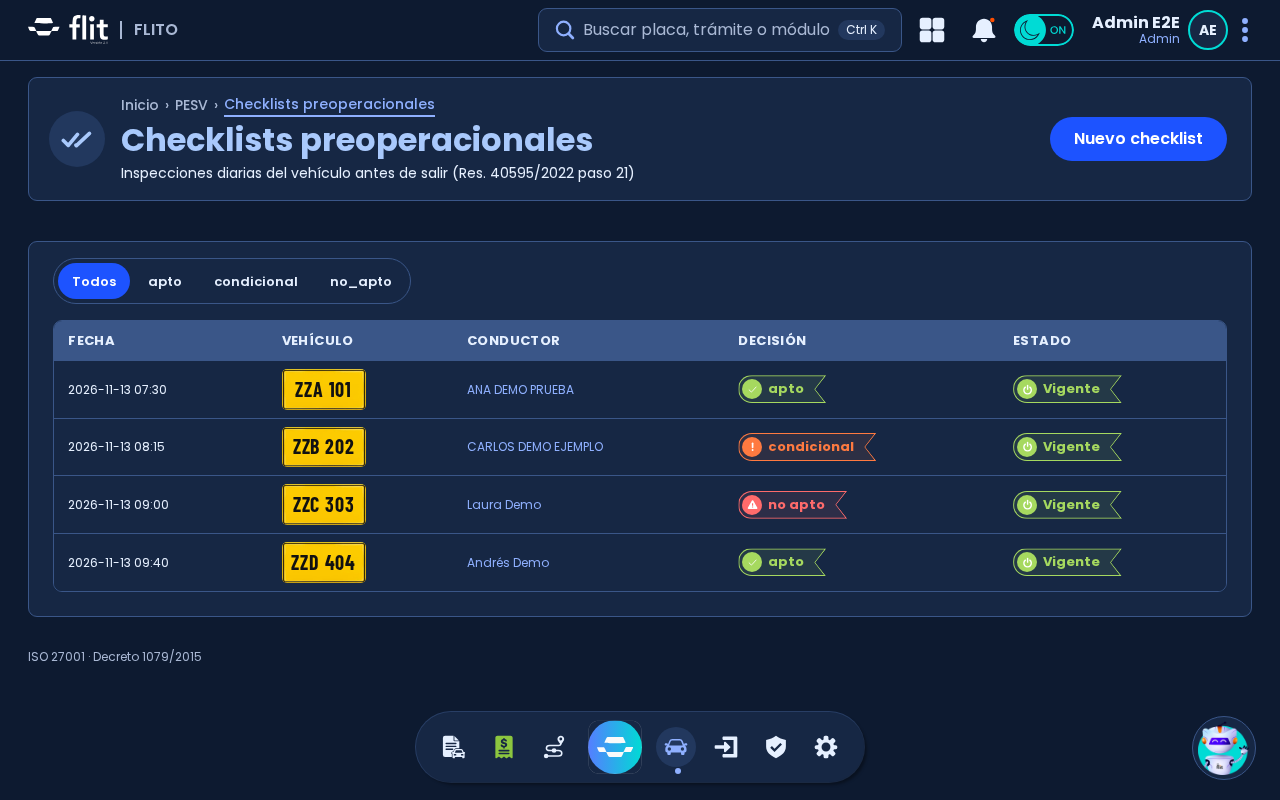 flit
FLITO
Buscar placa, trámite o módulo
Ctrl K
ON
Admin E2E
Admin
AE
Inicio › PESV › Checklists preoperacionales
Checklists preoperacionales
Inspecciones diarias del vehículo antes de salir (Res. 40595/2022 paso 21)
Nuevo checklist
Todos apto condicional no_apto
FECHA VEHÍCULO CONDUCTOR DECISIÓN ESTADO
2026-11-13 07:30 ZZA 101 ANA DEMO PRUEBA apto Vigente
2026-11-13 08:15 ZZB 202 CARLOS DEMO EJEMPLO condicional Vigente
2026-11-13 09:00 ZZC 303 Laura Demo no apto Vigente
2026-11-13 09:40 ZZD 404 Andrés Demo apto Vigente
ISO 27001 · Decreto 1079/2015